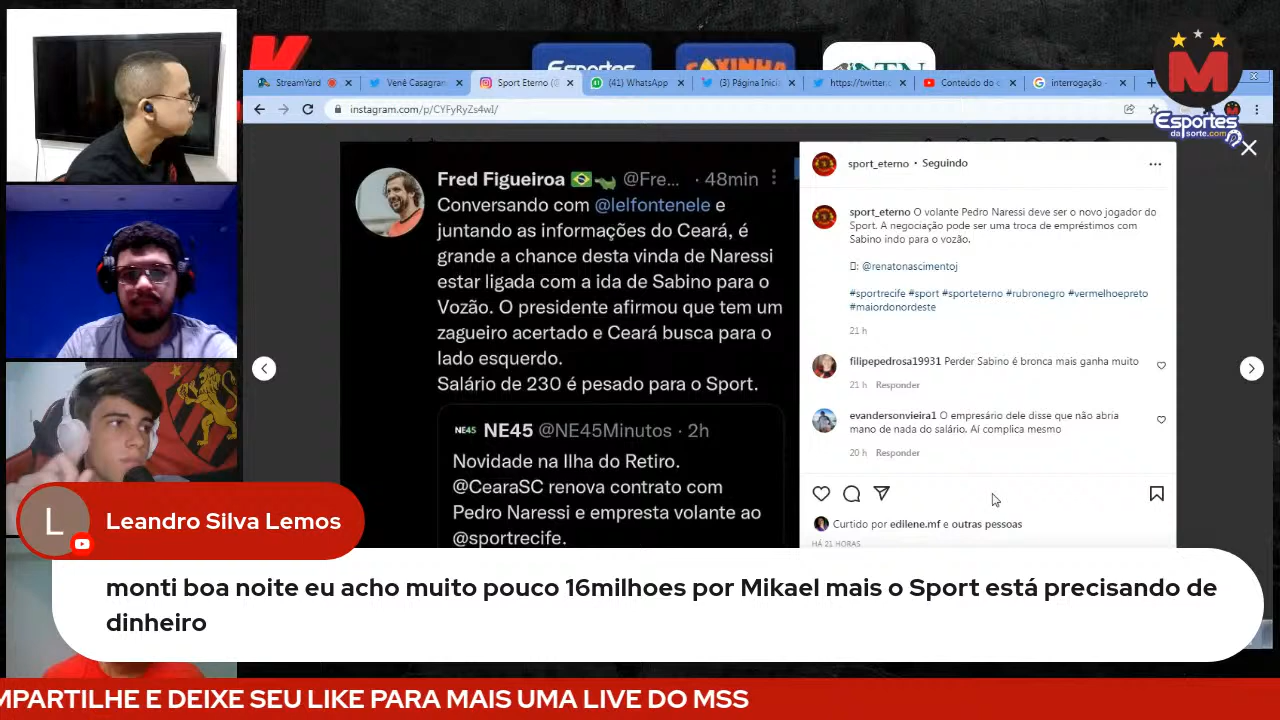 Esportes
CAXINHA
StreamYard
Venê Casagran
Sport Eterno (@
(41) WhatsApp
(3) Página Inici
https://twitter.
Conteúdo do c
interrogação -
instagram.com/p/CYFyRyZs4wI/
M
Esportes
da sorte.com
Fred Figueiroa @Fre... · 48min
Conversando com @lelfontenele e
juntando as informações do Ceará, é
grande a chance desta vinda de Naressi
estar ligada com a ida de Sabino para o
Vozão. O presidente afirmou que tem um
zagueiro acertado e Ceará busca para o
lado esquerdo.
Salário de 230 é pesado para o Sport.
NE45 NE45 @NE45Minutos · 2h
Novidade na Ilha do Retiro.
@CearaSC renova contrato com
Pedro Naressi e empresta volante ao
@sportrecife.
sport_eterno • Seguindo
sport_eterno O volante Pedro Naressi deve ser o novo jogador do
Sport. A negociação pode ser uma troca de empréstimos com
Sabino indo para o vozão.
: @renatonascimentoj
#sportrecife #sport #sporteterno #rubronegro #vermelhoepreto
#maiordonordeste
21 h
filipepedrosa19931 Perder Sabino é bronca mais ganha muito
21 h Responder
evandersonvieira1 O empresário dele disse que não abria
mano de nada do salário. Aí complica mesmo
20 h Responder
Curtido por edilene.mf e outras pessoas
HÁ 21 HORAS
L
Leandro Silva Lemos
monti boa noite eu acho muito pouco 16milhoes por Mikael mais o Sport está precisando de
dinheiro
MPARTILHE E DEIXE SEU LIKE PARA MAIS UMA LIVE DO MSS